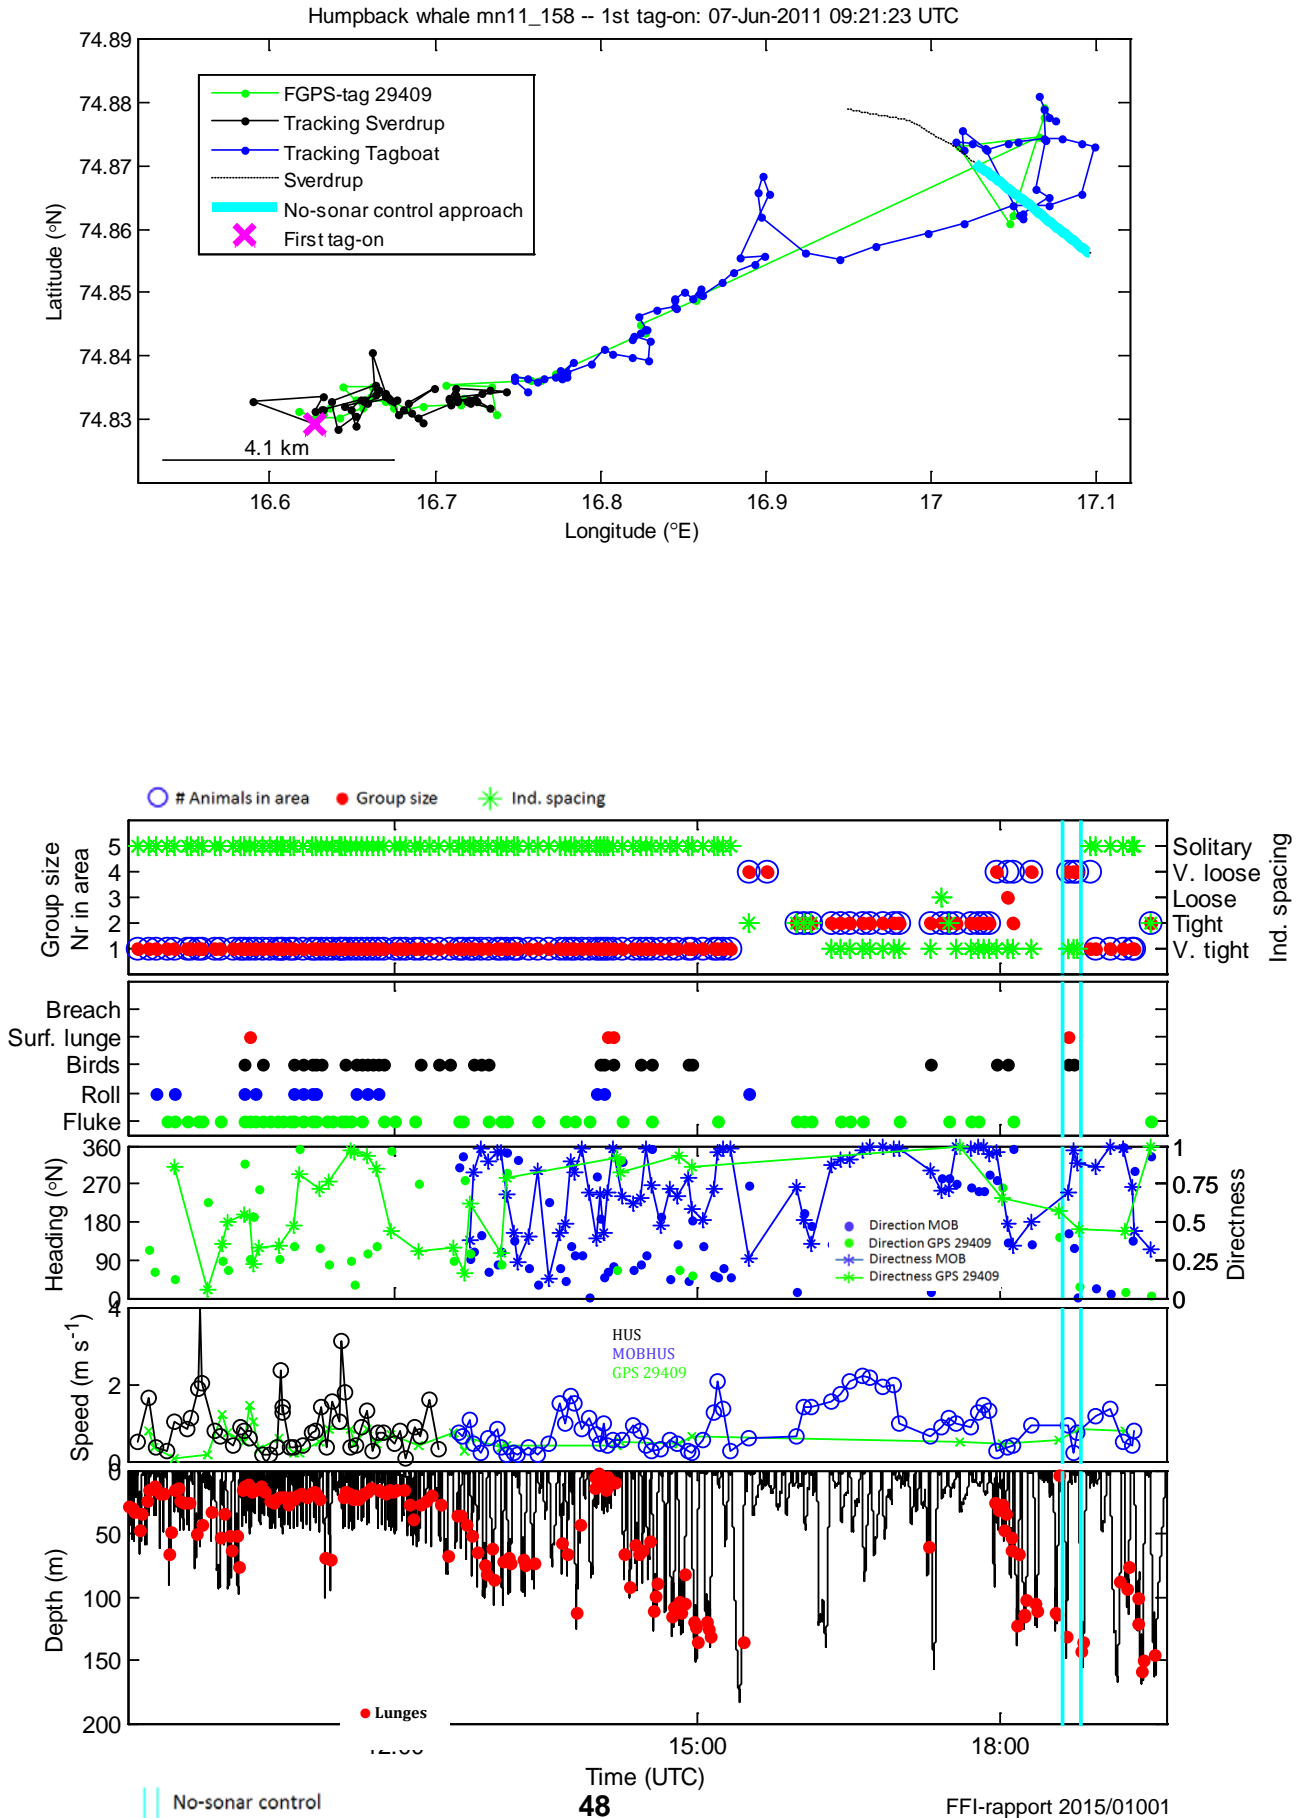 Humpback whale mn11_158 -- 1st tag-on: 07-Jun-2011 09:21:23 UTC
74.89
74.88
74.87
74.86
74.85
74.84
74.83
Latitude (°N)
FGPS-tag 29409
Tracking Sverdrup
Tracking Tagboat
Sverdrup
No-sonar control approach
First tag-on
4.1 km
16.6 16.7 16.8 16.9 17 17.1
Longitude (°E)
# Animals in area Group size Ind. spacing
Group size
Nr in area
5
4
3
2
1
Solitary
V. loose
Loose
Tight
V. tight
Ind. spacing
Breach
Surf. lunge
Birds
Roll
Fluke
Heading (°N)
360
270
180
90
0
Direction MOB
Direction GPS 29409
Directness MOB
Directness GPS 29409
1
0.75
0.5
0.25
0
Directness
Speed (m s-1)
4
2
0
HUS
MOBHUS
GPS 29409
Depth (m)
0
50
100
150
200
Lunges
15:00 18:00
Time (UTC)
No-sonar control
48
FFI-rapport 2015/01001